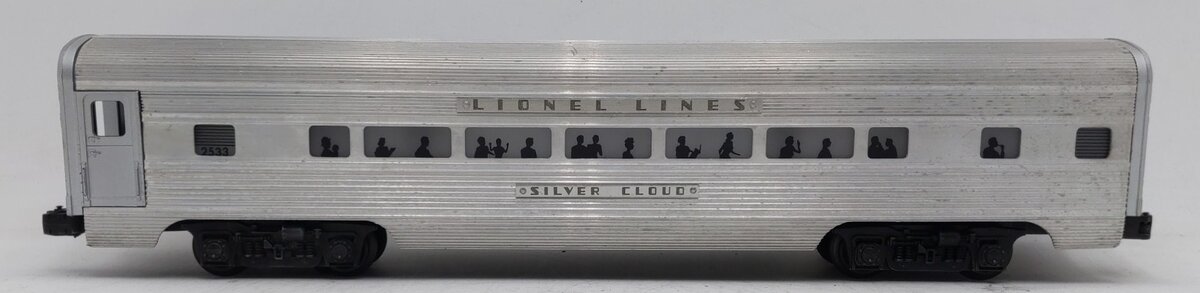 LIONEL LINES
2533
SILVER CLOUD